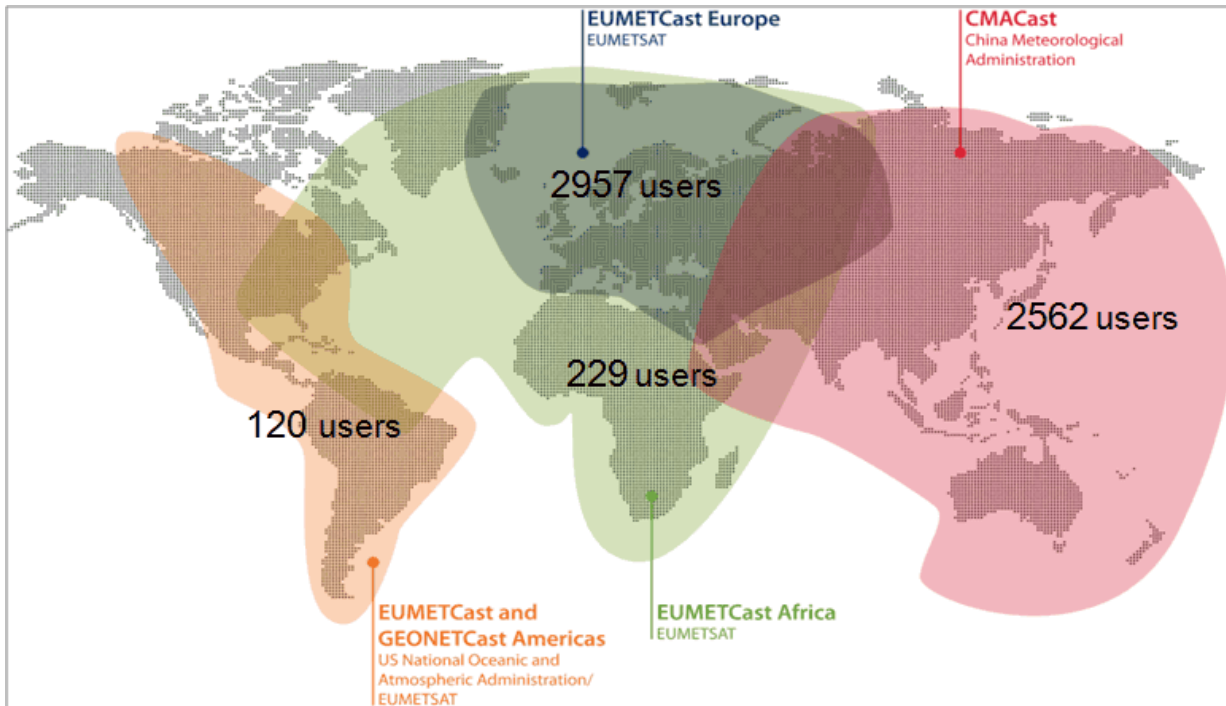 EUMETCast Europe
EUMETSAT
CMACast
China Meteorological
Administration
2957 users
2562 users
229 users
120 users
EUMETCast and
GEONETCast Americas
US National Oceanic and
Atmospheric Administration/
EUMETSAT
EUMETCast Africa
EUMETSAT